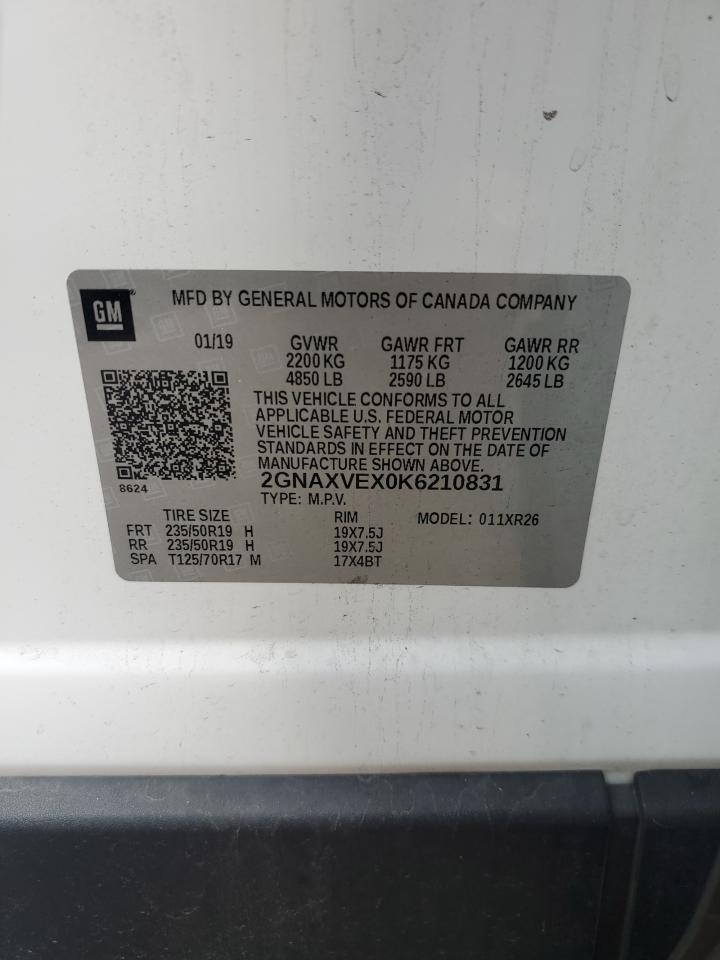 GM
MFD BY GENERAL MOTORS OF CANADA COMPANY
01/19 GVWR GAWR FRT GAWR RR
2200 KG 1175 KG 1200 KG
4850 LB 2590 LB 2645 LB
THIS VEHICLE CONFORMS TO ALL
APPLICABLE U.S. FEDERAL MOTOR
VEHICLE SAFETY AND THEFT PREVENTION
STANDARDS IN EFFECT ON THE DATE OF
MANUFACTURE SHOWN ABOVE.
8624 2GNAXVEX0K6210831
TYPE: M.P.V.
TIRE SIZE RIM MODEL: 011XR26
FRT 235/50R19 H 19X7.5J
RR 235/50R19 H 19X7.5J
SPA T125/70R17 M 17X4BT